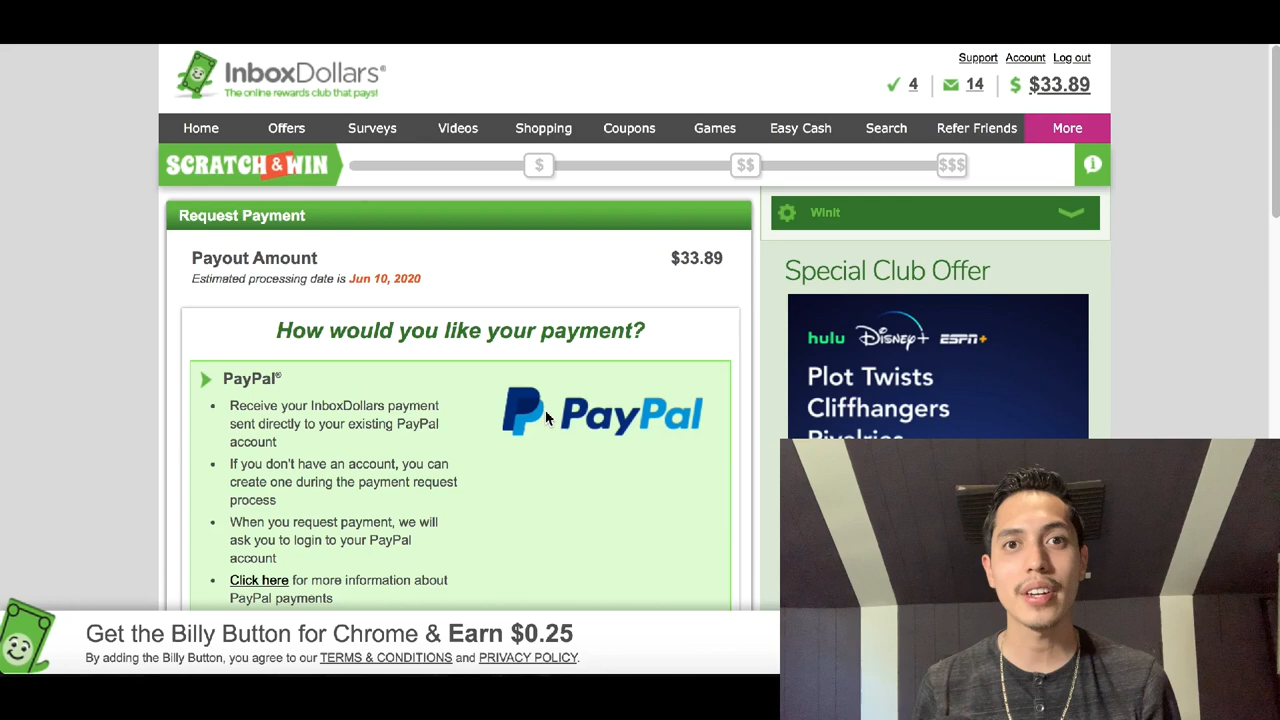 InboxDollars®
The online rewards club that pays!
Support Account Log out
4 14 $ $33.89
Home Offers Surveys Videos Shopping Coupons Games Easy Cash Search Refer Friends More
SCRATCH & WIN $ $$ $$$ i
Request Payment
Payout Amount $33.89
Estimated processing date is Jun 10, 2020
How would you like your payment?
PayPal®
• Receive your InboxDollars payment
sent directly to your existing PayPal
account
• If you don't have an account, you can
create one during the payment request
process
• When you request payment, we will
ask you to login to your PayPal
account
• Click here for more information about
PayPal payments
PayPal
WinIt
Special Club Offer
hulu Disney+ ESPN+
Plot Twists
Cliffhangers
Rivalries
Get the Billy Button for Chrome & Earn $0.25
By adding the Billy Button, you agree to our TERMS & CONDITIONS and PRIVACY POLICY.